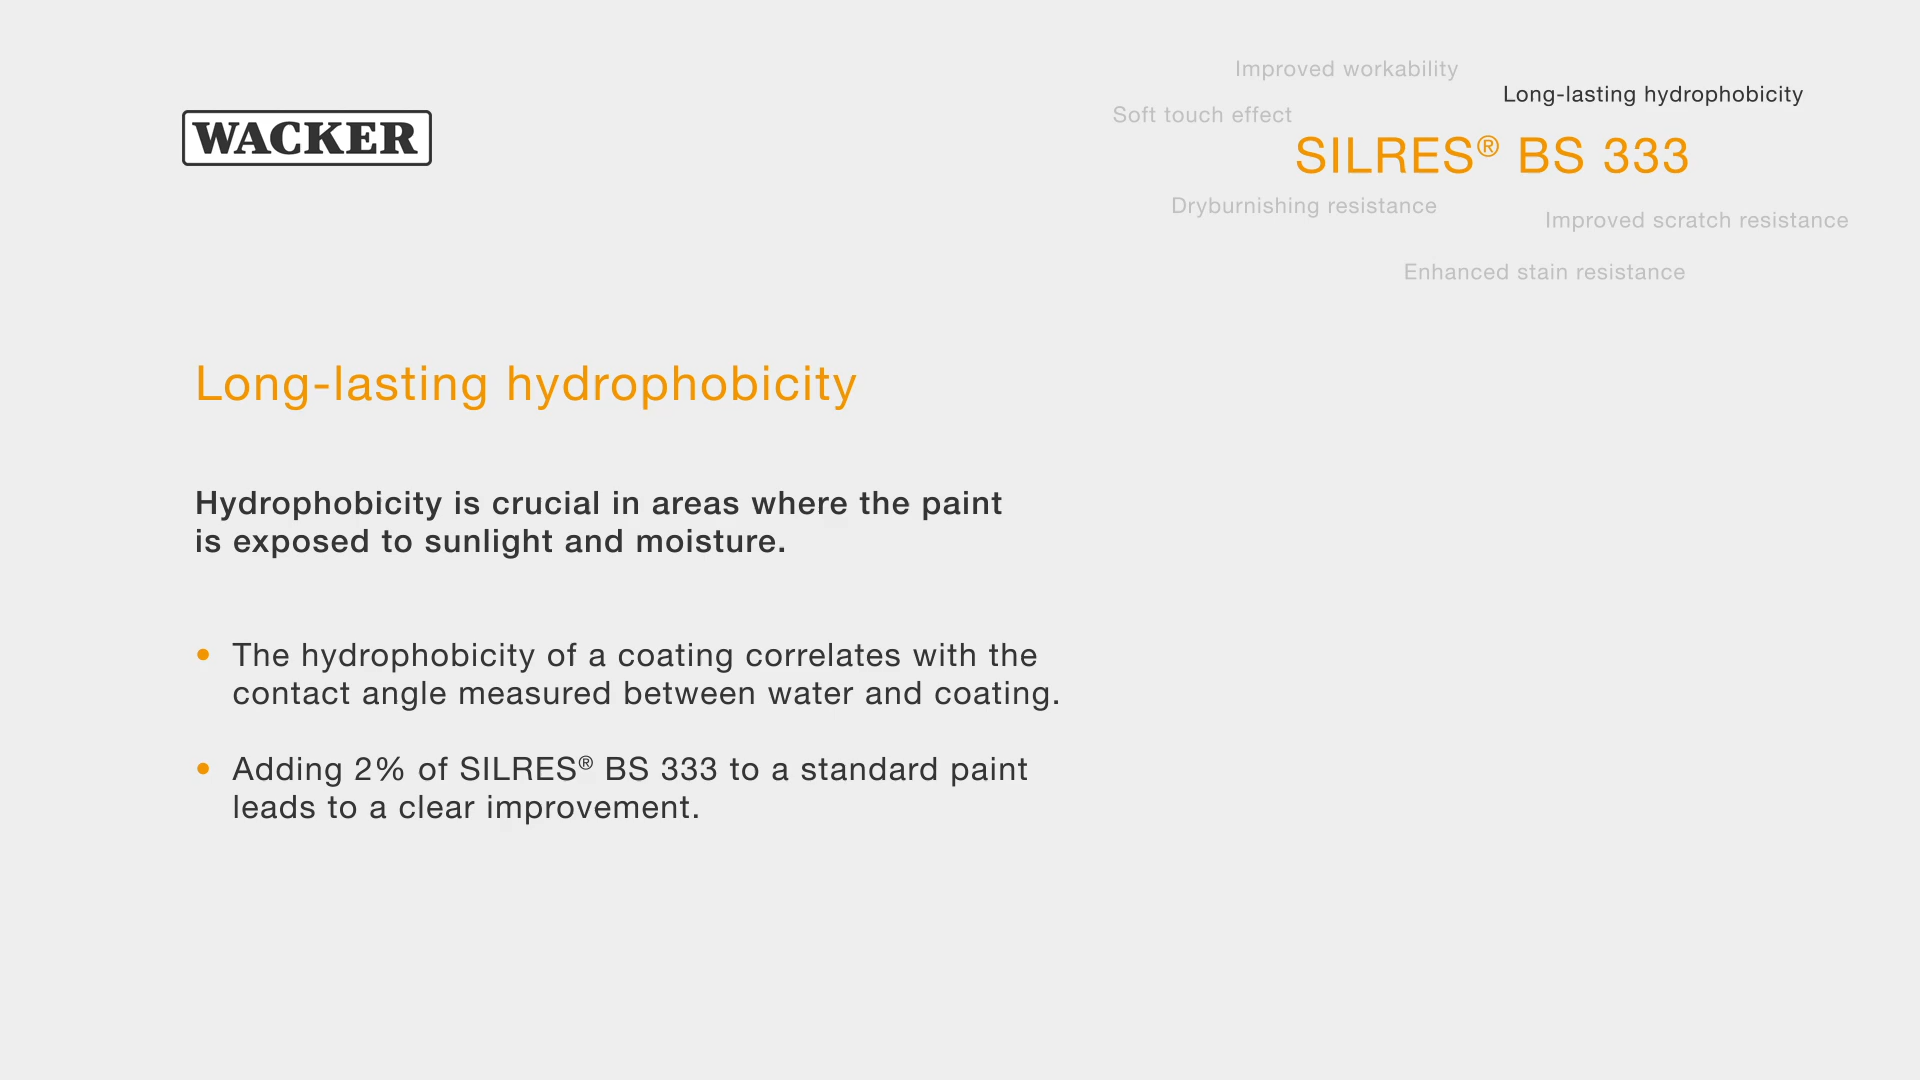 WACKER
Improved workability
Long-lasting hydrophobicity
Soft touch effect
SILRES® BS 333
Dryburnishing resistance
Improved scratch resistance
Enhanced stain resistance
Long-lasting hydrophobicity
Hydrophobicity is crucial in areas where the paint
is exposed to sunlight and moisture.
• The hydrophobicity of a coating correlates with the
contact angle measured between water and coating.
• Adding 2% of SILRES® BS 333 to a standard paint
leads to a clear improvement.